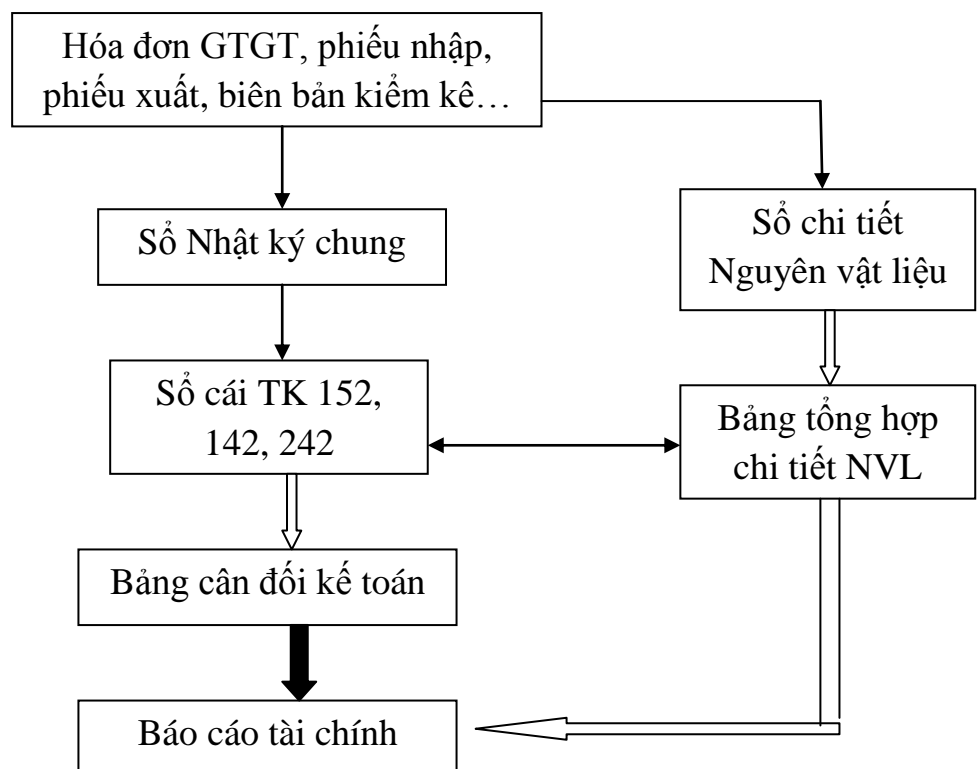 Hóa đơn GTGT, phiếu nhập,
phiếu xuất, biên bản kiểm kê…
Sổ Nhật ký chung
Sổ chi tiết
Nguyên vật liệu
Sổ cái TK 152,
142, 242
Bảng tổng hợp
chi tiết NVL
Bảng cân đối kế toán
Báo cáo tài chính